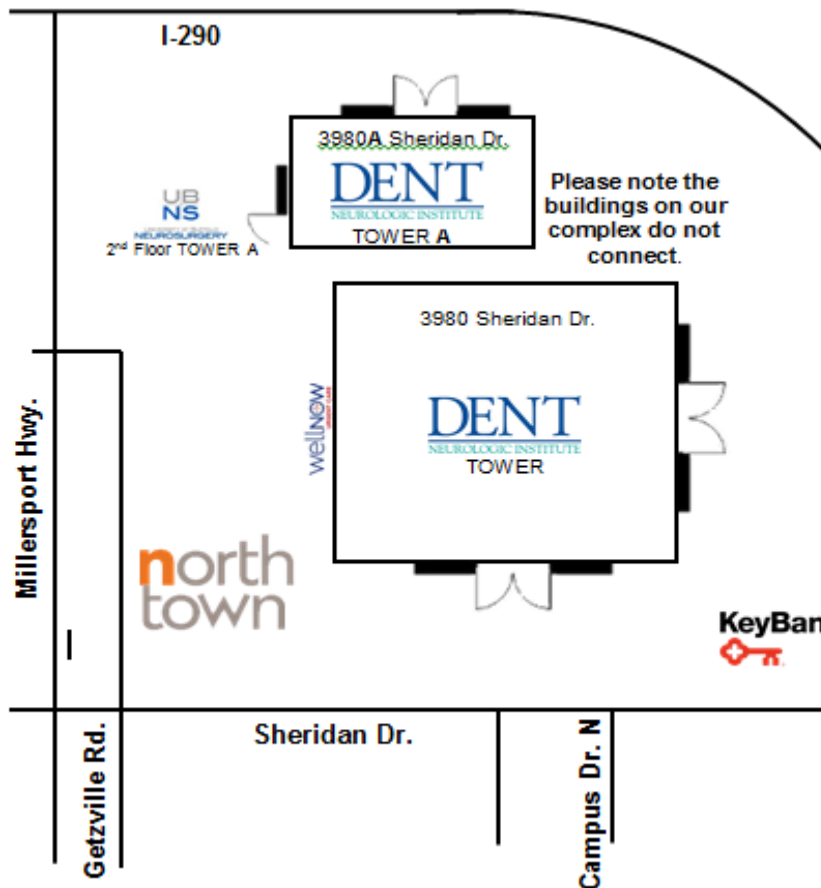 I-290
3980A Sheridan Dr.
DENT
NEUROLOGIC INSTITUTE
TOWER A
Please note the
buildings on our
complex do not
connect.
UB
NS
NEUROSURGERY
2nd Floor TOWER A
3980 Sheridan Dr.
DENT
NEUROLOGIC INSTITUTE
TOWER
wellnow
URGENT CARE
Millersport Hwy.
north
town
KeyBan
Sheridan Dr.
Getzville Rd.
Campus Dr. N